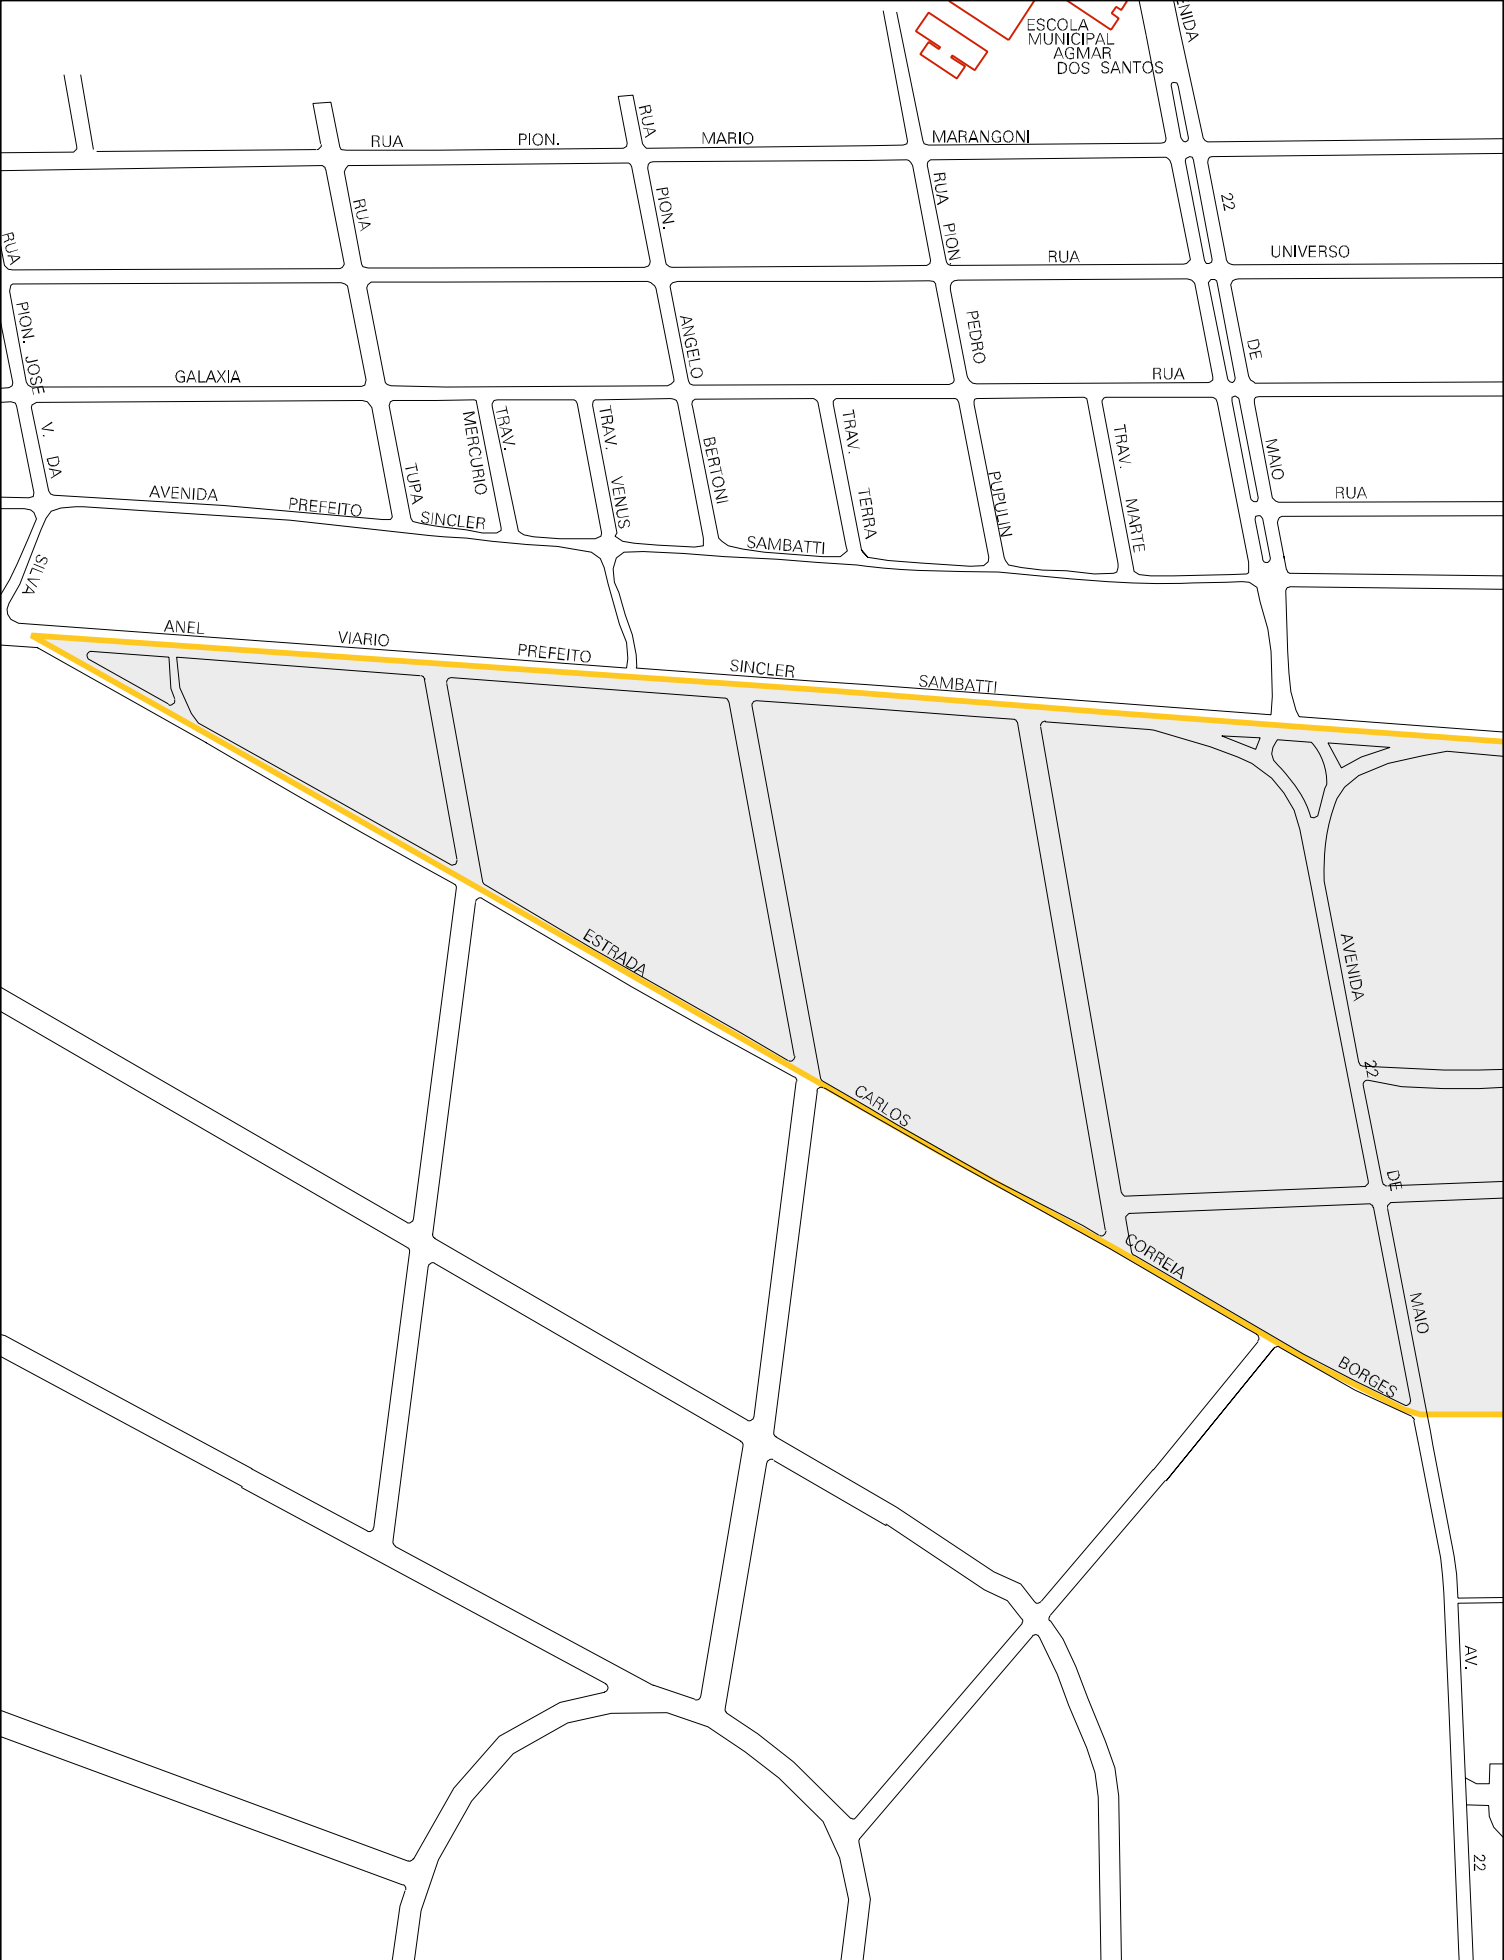 ENIDA
ESCOLA
MUNICIPAL
AGMAR
DOS SANTOS
RUA
RUA PION. MARIO MARANGONI
RUA
RUA
PION.
RUA PION
22
RUA UNIVERSO
PION. JOSE
ANGELO
PEDRO
DE
GALAXIA RUA
V. DA
TUPA
MERCURIO
TRAV.
TRAV. VENUS
BERTONI
TRAV. TERRA
PUPULIN
TRAV. MARTE
MAIO
RUA
AVENIDA PREFEITO SINCLER SAMBATTI
SILVA
ANEL VIARIO PREFEITO SINCLER SAMBATTI
AVENIDA
22
DE
MAIO
ESTRADA CARLOS CORREIA BORGES
AV.
22